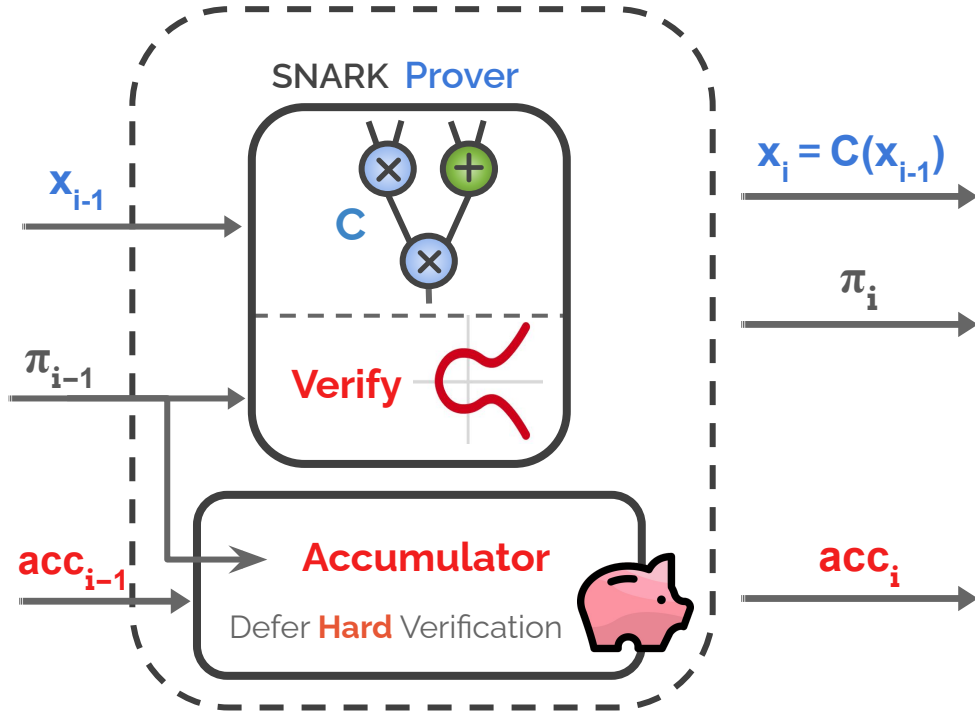 SNARK Prover
x_{i-1}
x_i = C(x_{i-1})
C
π_i
π_{i−1}
Verify
acc_{i−1}
Accumulator
acc_i
Defer Hard Verification